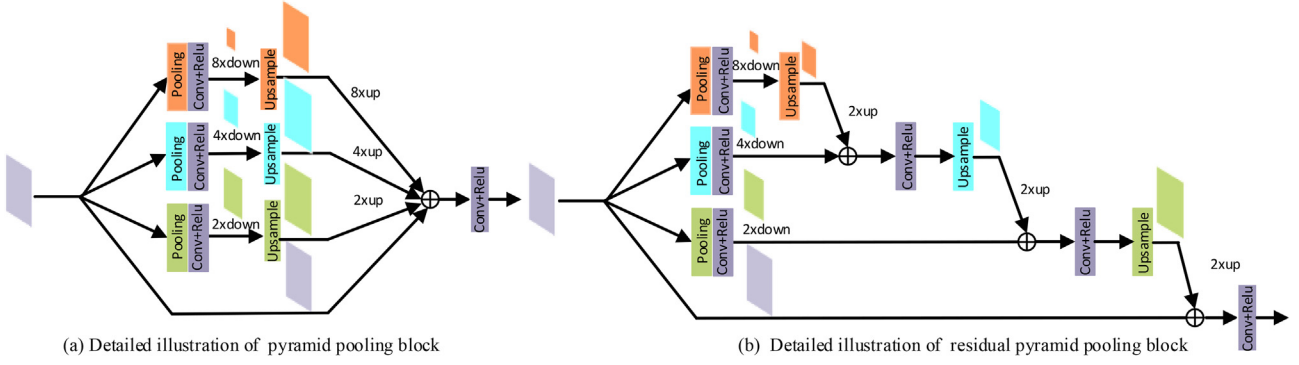 Pooling
Conv+Relu
8xdown
Upsample
8xup
Pooling
Conv+Relu
4xdown
Upsample
4xup
Pooling
Conv+Relu
2xdown
Upsample
2xup
Conv+Relu
(a) Detailed illustration of pyramid pooling block
Pooling
Conv+Relu
8xdown
Upsample
2xup
Pooling
Conv+Relu
4xdown
Conv+Relu
Upsample
2xup
Pooling
Conv+Relu
2xdown
Conv+Relu
Upsample
2xup
Conv+Relu
(b) Detailed illustration of residual pyramid pooling block